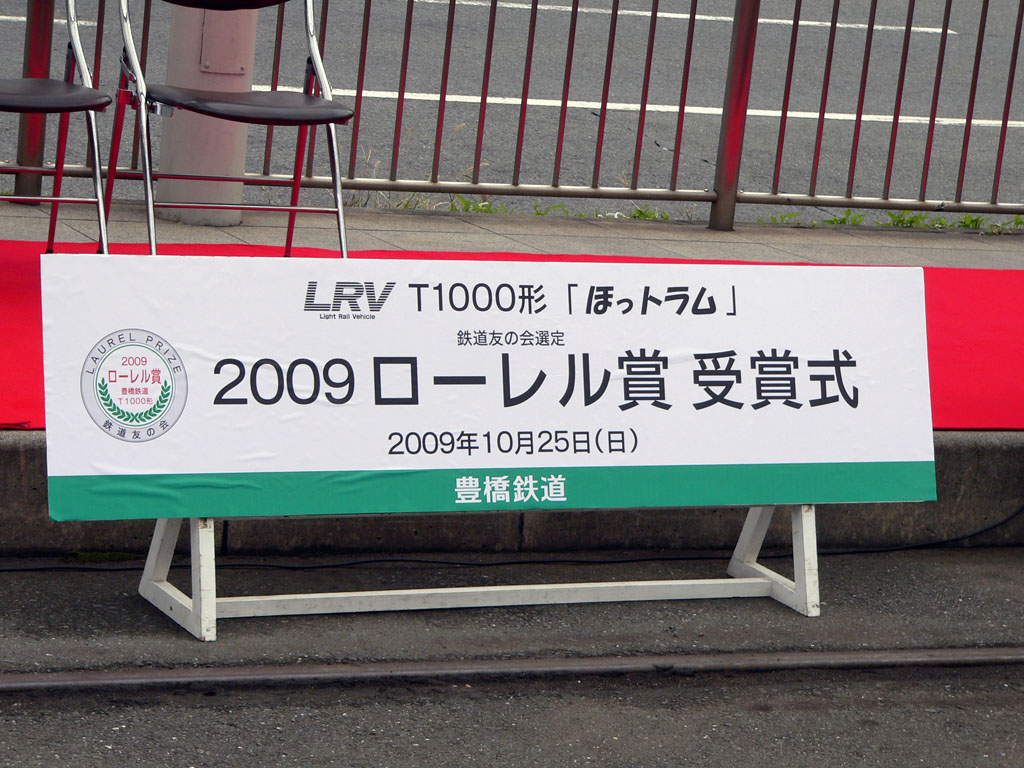 LRV T1000形「ほっトラム」
Light Rail Vehicle
鉄道友の会選定
2009 ローレル賞 受賞式
2009年10月25日(日)
豊橋鉄道
LAUREL PRIZE
2009
ローレル賞
豊橋鉄道
T1000形
鉄道友の会